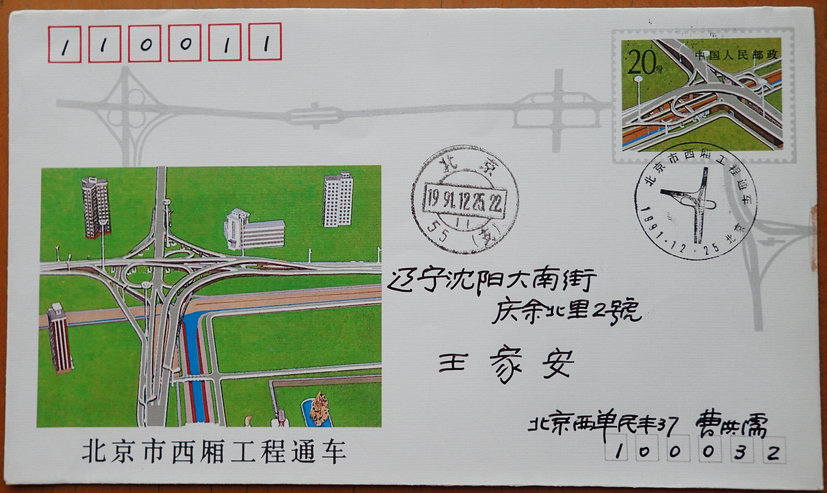 110011
20分
中国人民邮政
北京市西厢工程通车
1991.12.25
北京
北京
1991.12.25.22
55(支)
辽宁沈阳大南街
庆余北里2號
王家安
北京西单民丰37 曹洪儒
100032
北京市西厢工程通车